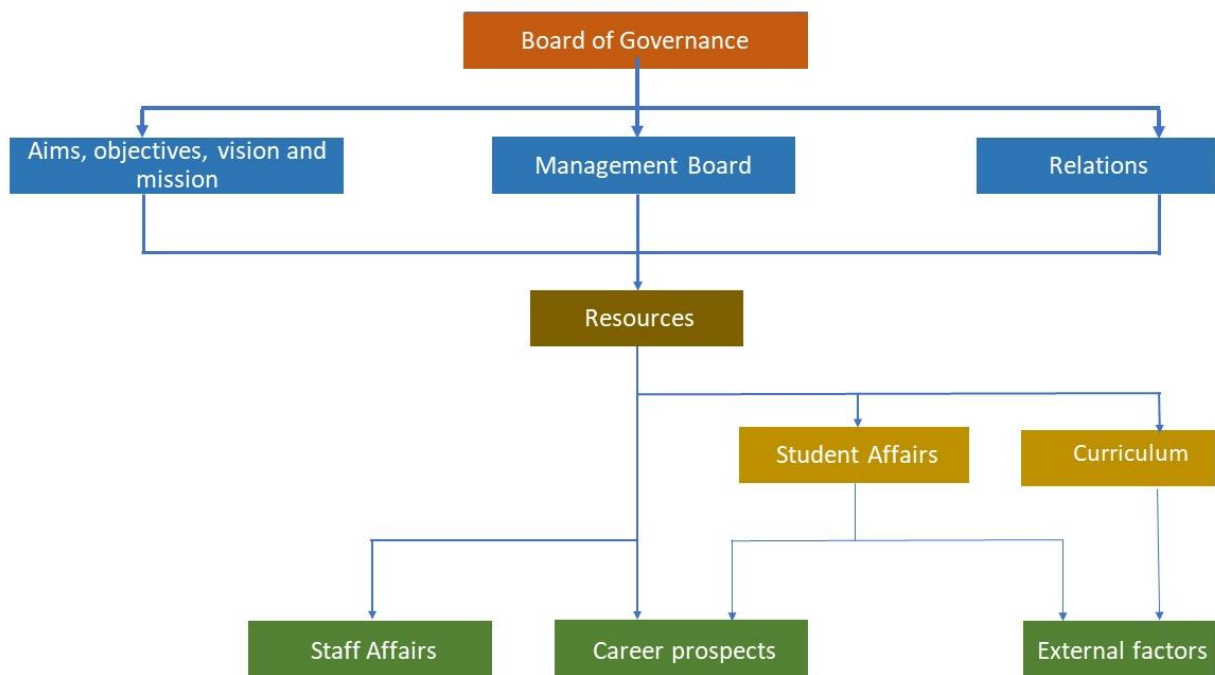 Board of Governance
Aims, objectives, vision and
mission
Management Board
Relations
Resources
Student Affairs
Curriculum
Staff Affairs
Career prospects
External factors